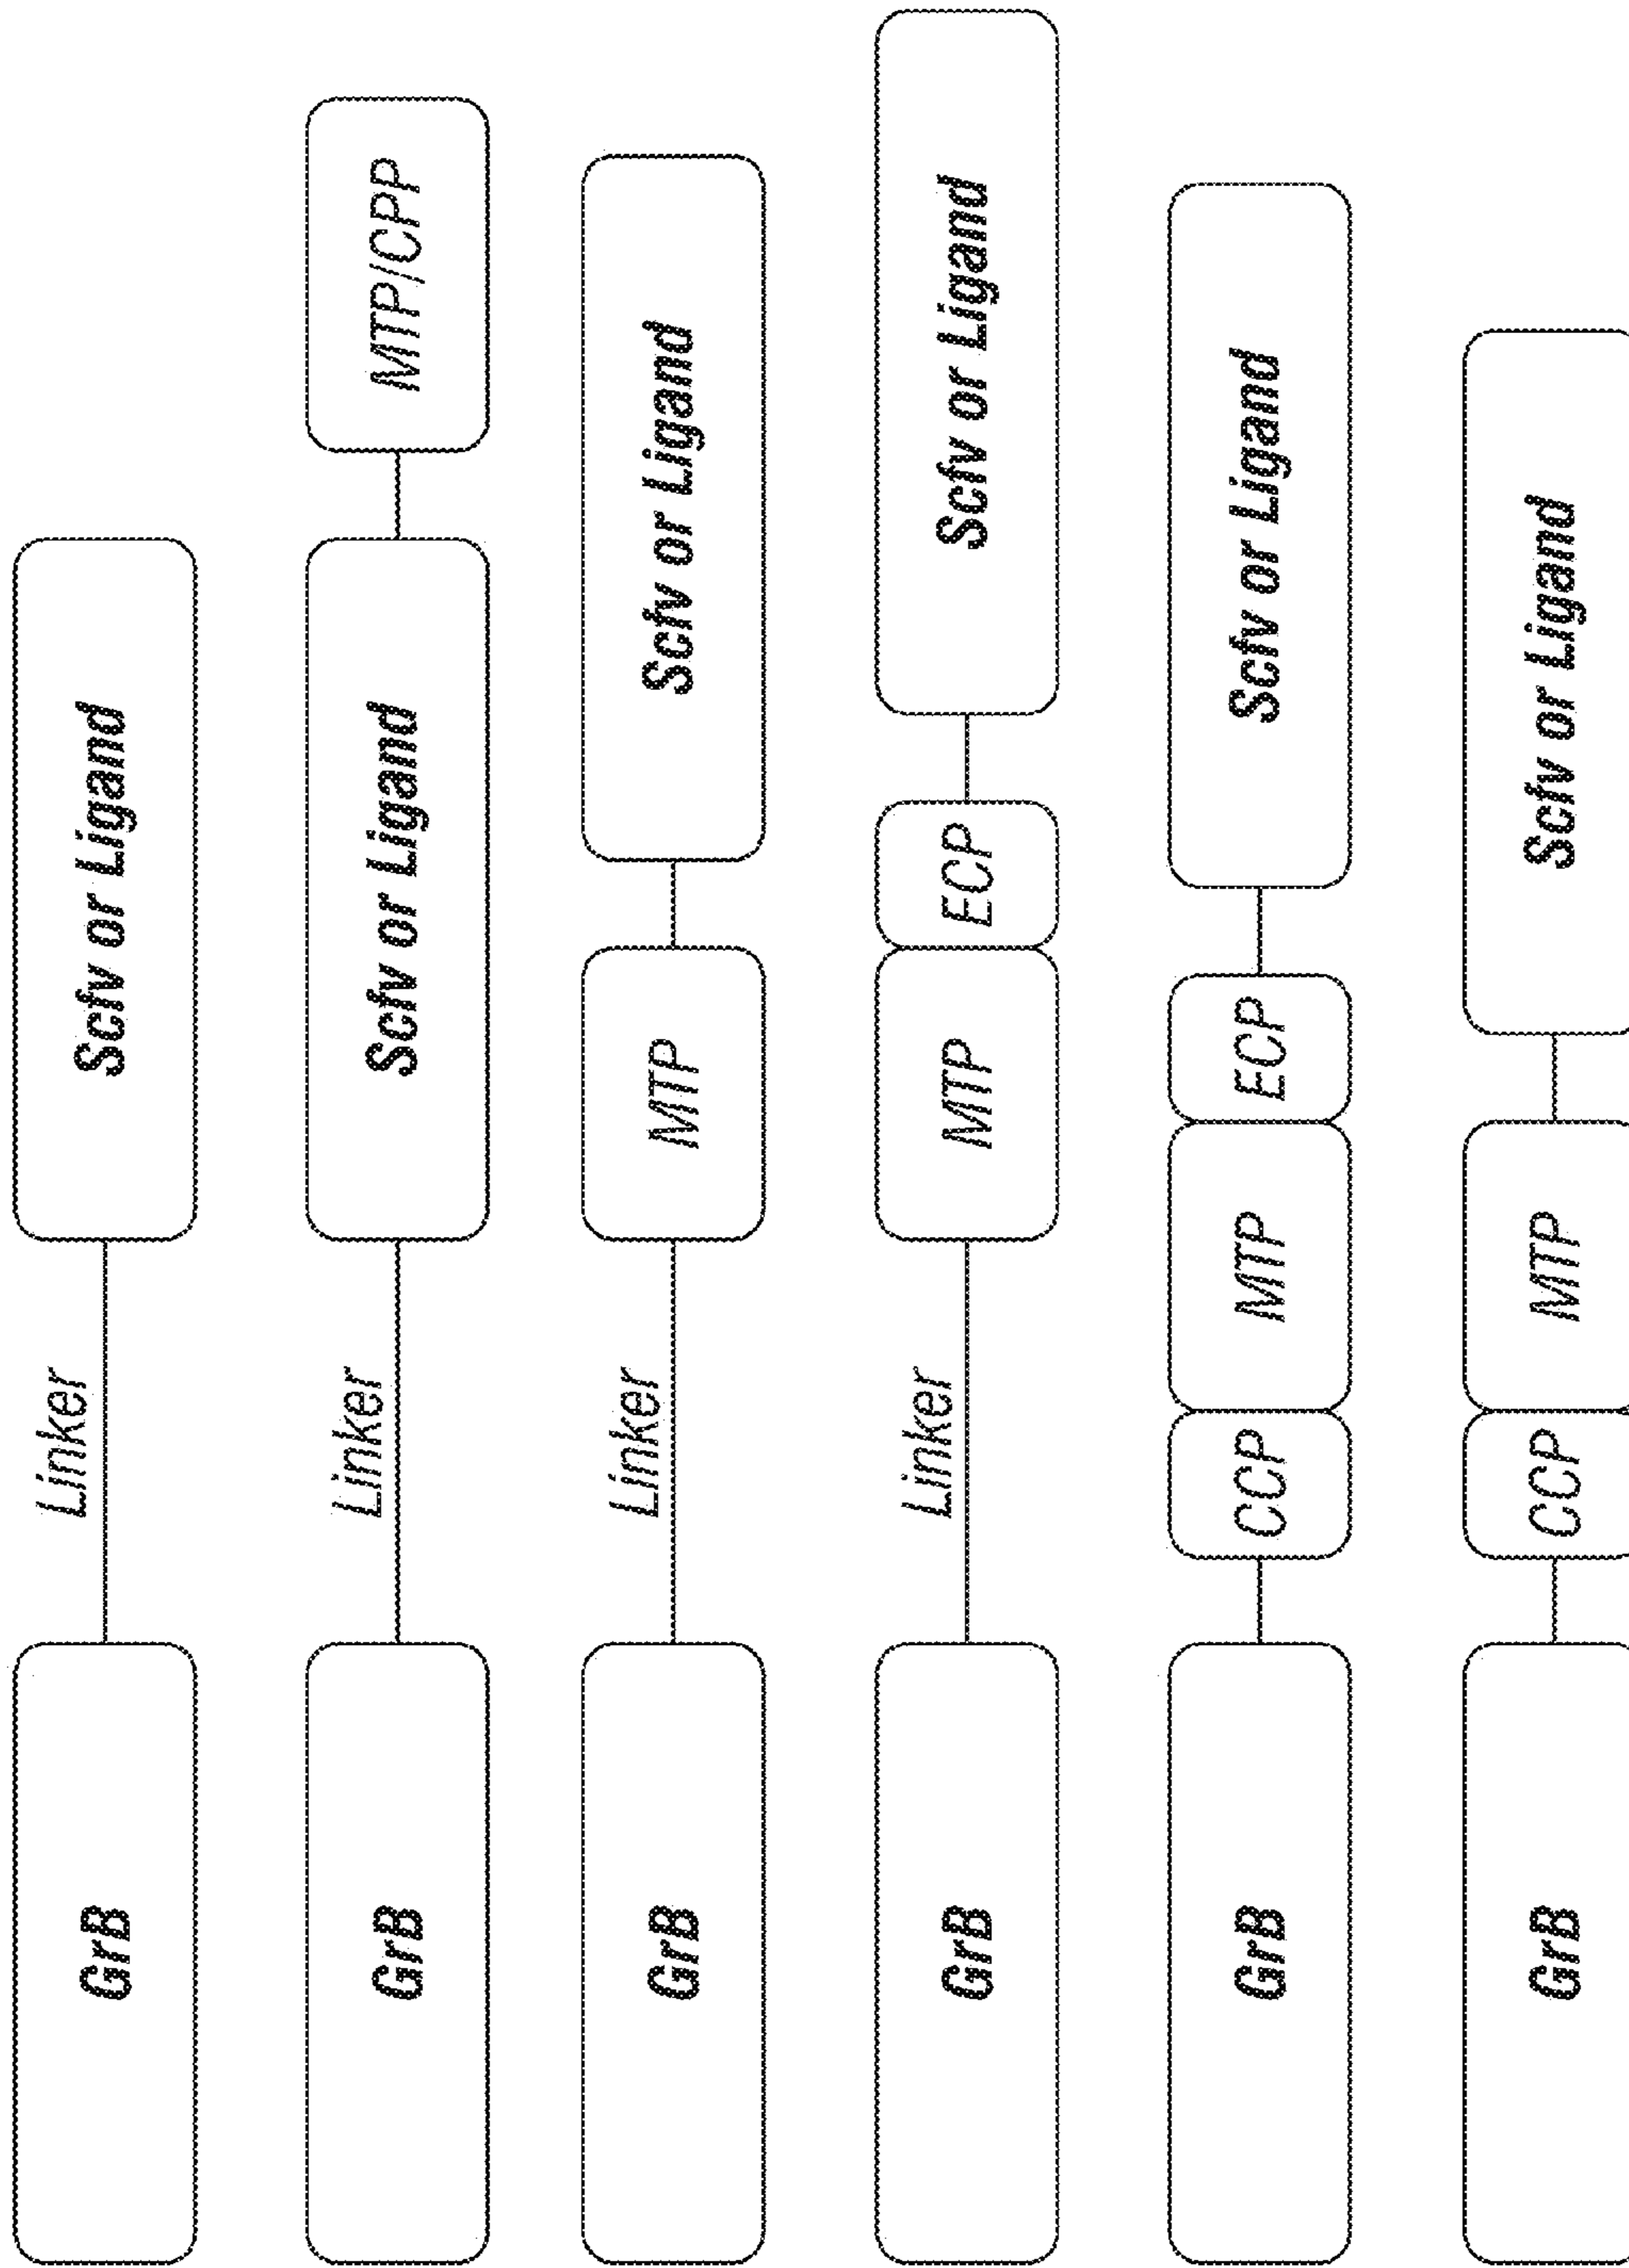 GrB Linker Scfv or Ligand
GrB Linker Scfv or Ligand MTP/CPP
GrB Linker MTP Scfv or Ligand
GrB Linker MTP ECP Scfv or Ligand
GrB CCP MTP ECP Scfv or Ligand
GrB CCP MTP Scfv or Ligand